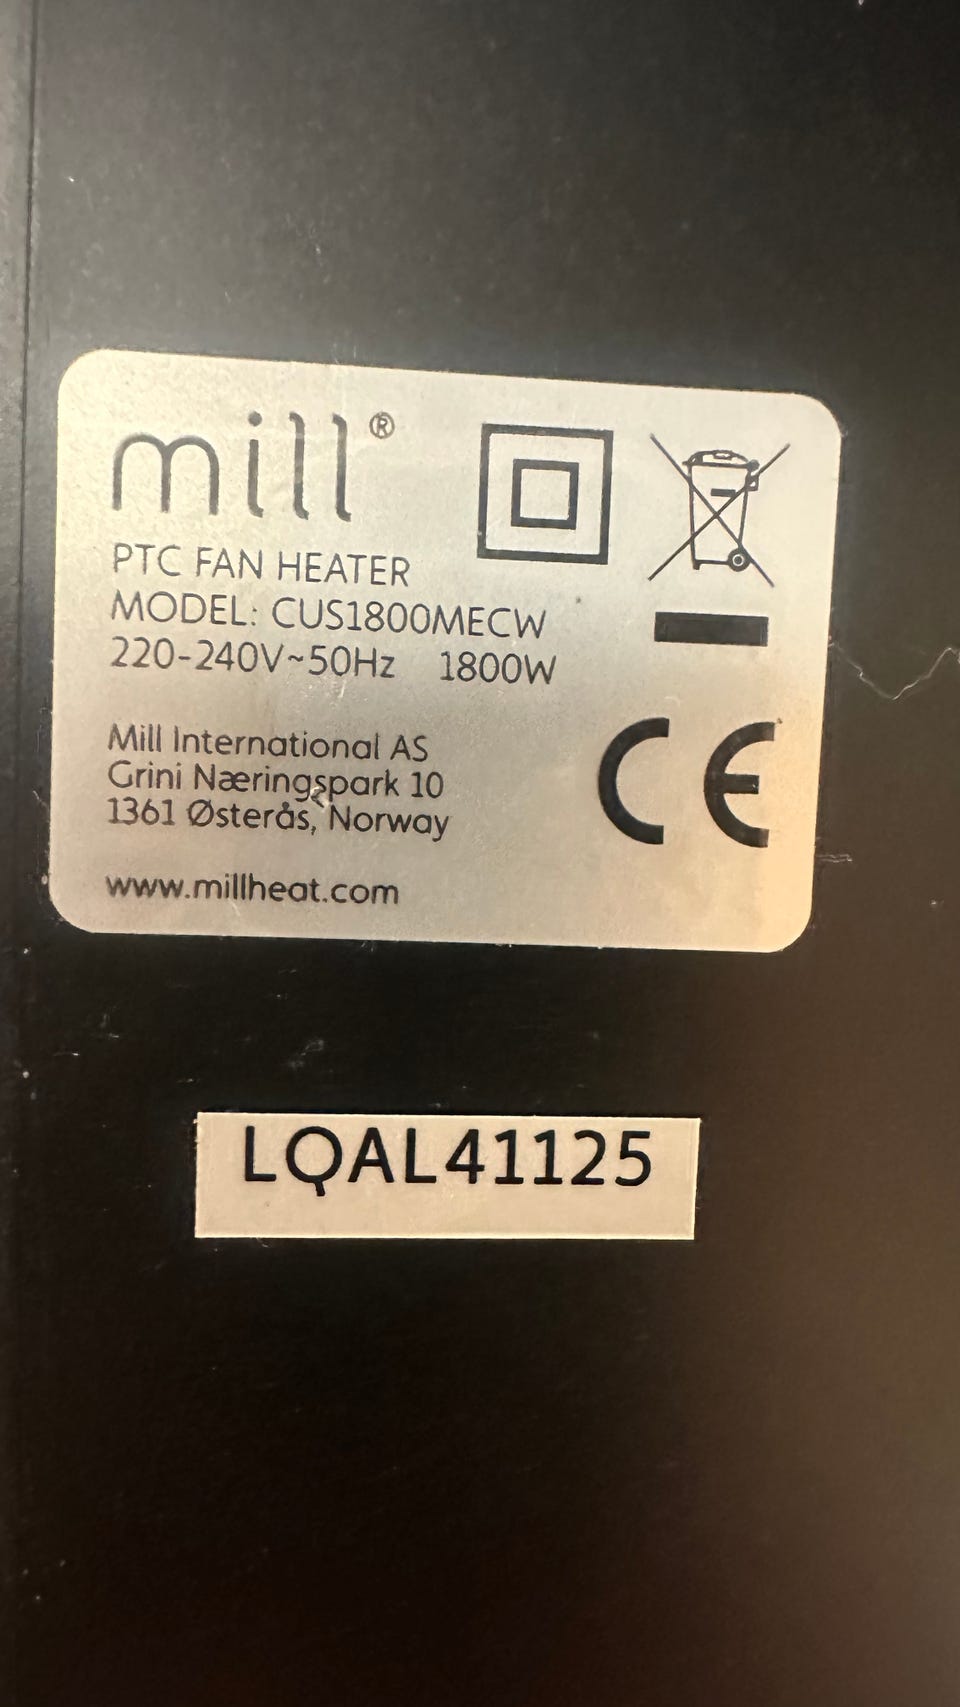 mill®
PTC FAN HEATER
MODEL: CUS1800MECW
220-240V~50Hz 1800W
Mill International AS
Grini Næringspark 10
1361 Østerås, Norway
www.millheat.com
CE
LQAL41125